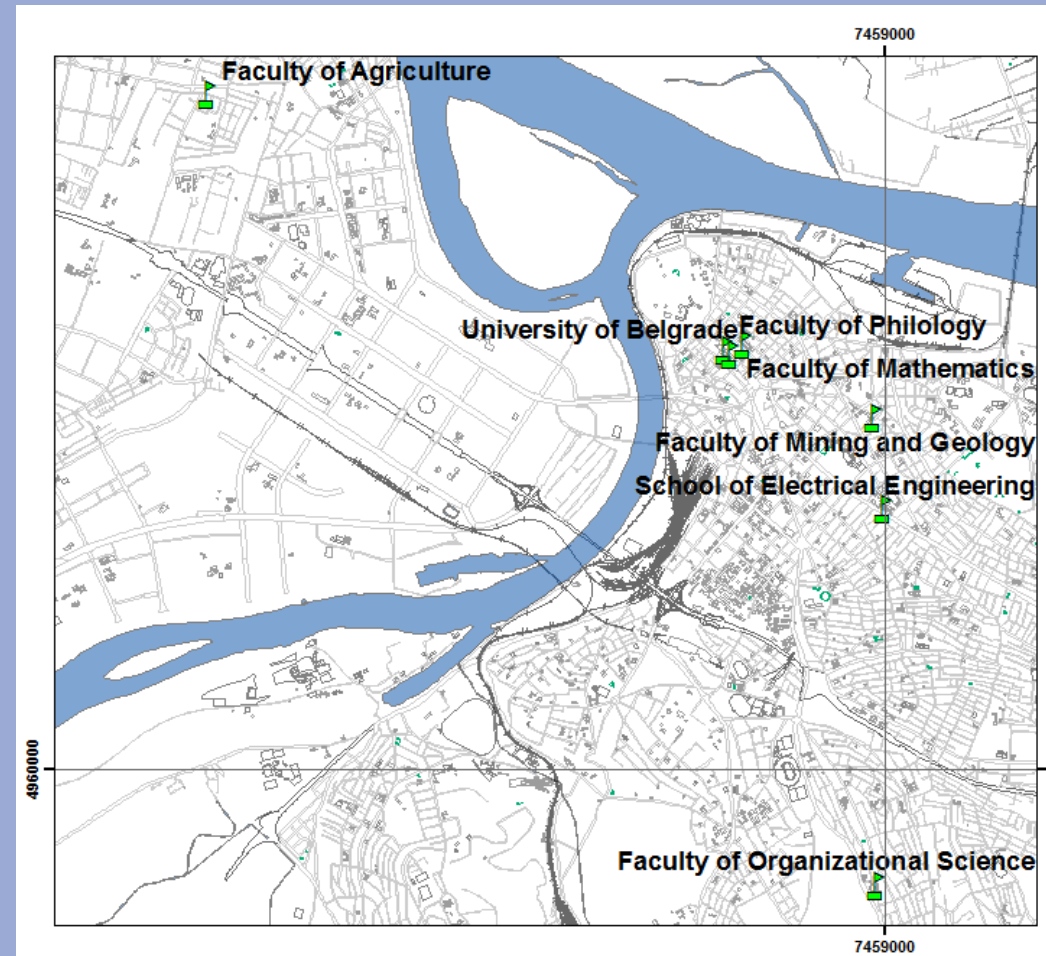 7459000
Faculty of Agriculture
University of Belgrade
Faculty of Philology
Faculty of Mathematics
Faculty of Mining and Geology
School of Electrical Engineering
4960000
Faculty of Organizational Science
7459000